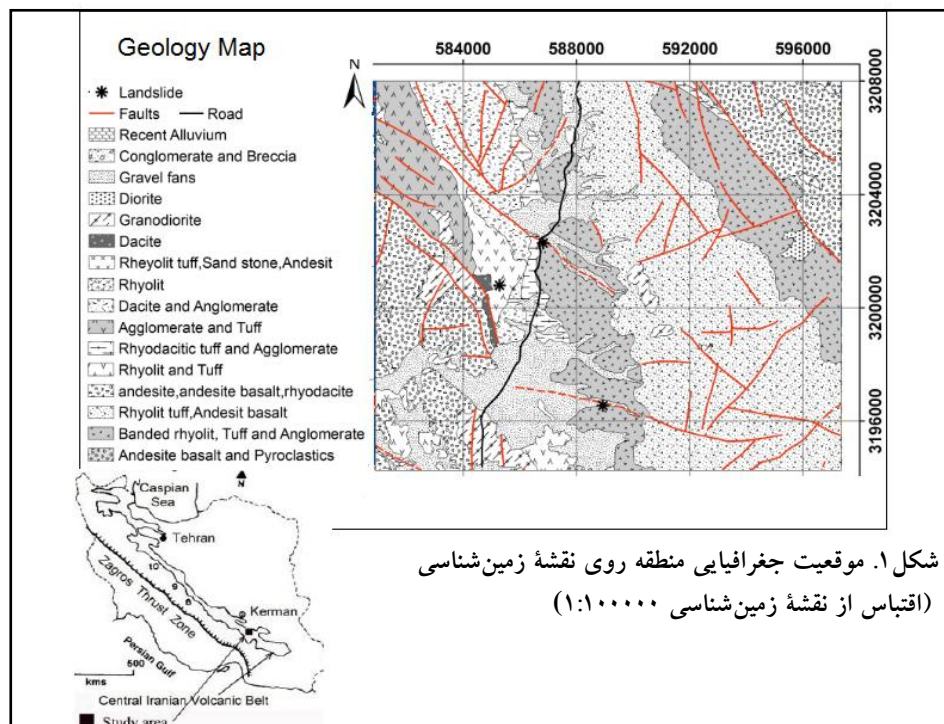 Geology Map
Landslide
Faults
Road
Recent Alluvium
Conglomerate and Breccia
Gravel fans
Diorite
Granodiorite
Dacite
Rheyolit tuff,Sand stone,Andesit
Rhyolit
Dacite and Anglomerate
Agglomerate and Tuff
Rhyodacitic tuff and Agglomerate
Rhyolit and Tuff
andesite,andesite basalt,rhyodacite
Rhyolit tuff,Andesit basalt
Banded rhyolit, Tuff and Anglomerate
Andesite basalt and Pyroclastics
N
584000 588000 592000 596000
3208000
3204000
3200000
3196000
N
Caspian
Sea
Tehran
Zagros Thrust Zone
Kerman
Persian Gulf
500
kms
Central Iranian Volcanic Belt
Study area
شکل۱. موقعیت جغرافیایی منطقه روی نقشۀ زمین‌شناسی
(اقتباس از نقشۀ زمین‌شناسی ۱:۱۰۰۰۰۰)